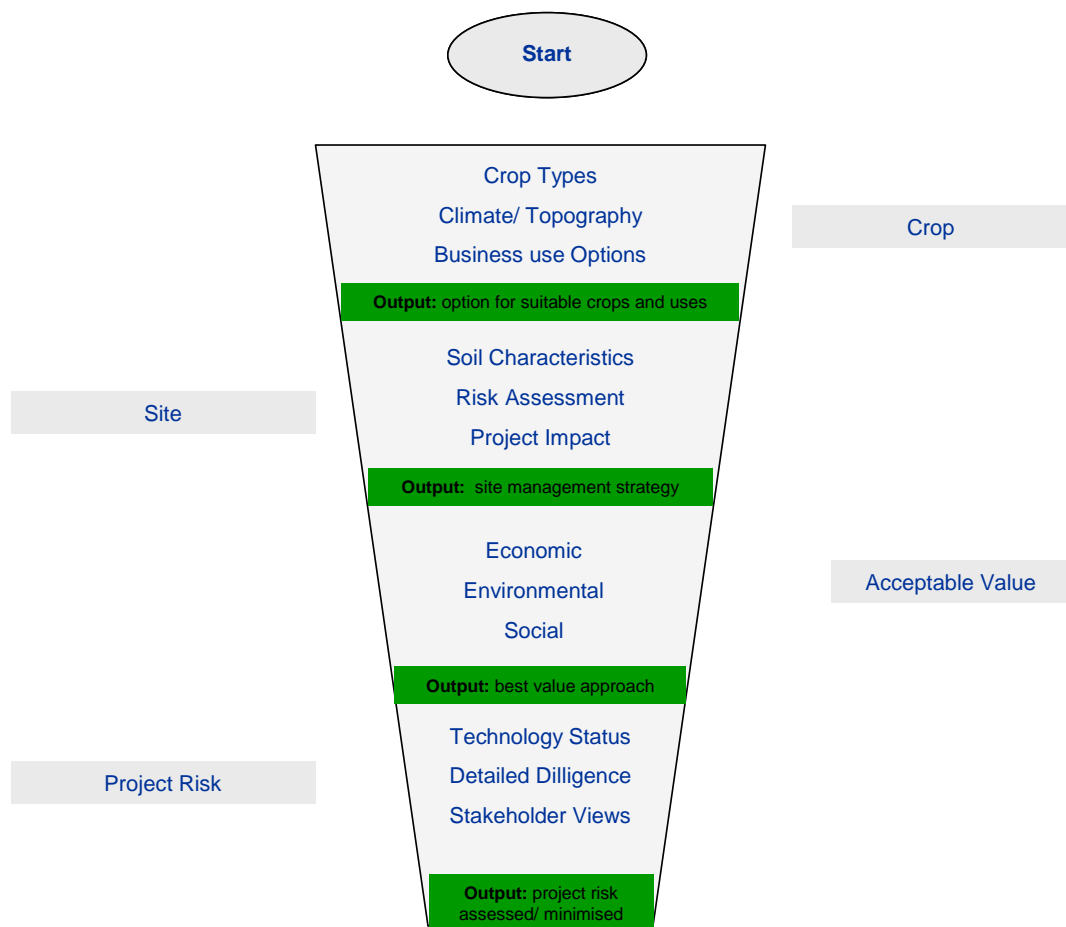 Start
Crop Types
Climate/ Topography
Business use Options
Crop
Output: option for suitable crops and uses
Soil Characteristics
Risk Assessment
Project Impact
Site
Output: site management strategy
Economic
Environmental
Social
Acceptable Value
Output: best value approach
Technology Status
Detailed Dilligence
Stakeholder Views
Project Risk
Output: project risk
assessed/ minimised